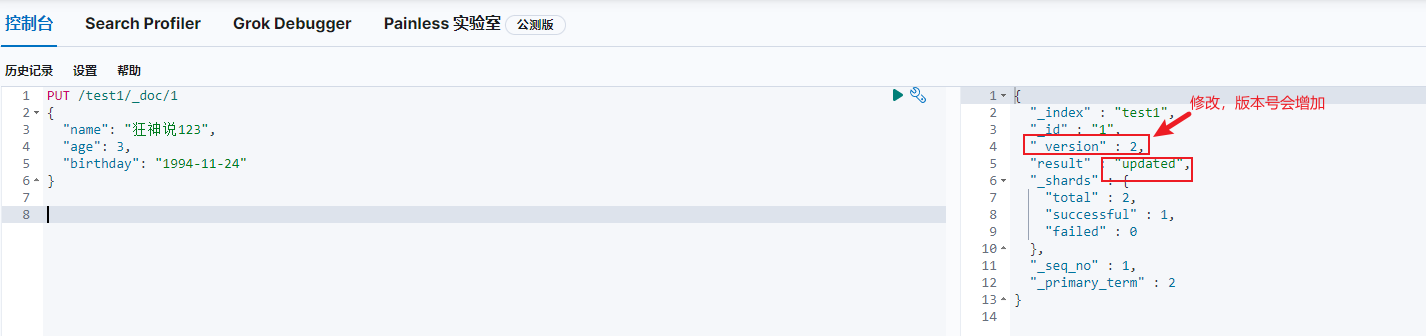 控制台 Search Profiler Grok Debugger Painless 实验室 公测版
历史记录 设置 帮助
1 PUT /test1/_doc/1
2 {
3 "name": "狂神说123",
4 "age": 3,
5 "birthday": "1994-11-24"
6 }
7
8
1 {
修改，版本号会增加
2 "_index" : "test1",
3 "_id" : "1",
4 "_version" : 2,
5 "result" : "updated",
6 "_shards" : {
7 "total" : 2,
8 "successful" : 1,
9 "failed" : 0
10 },
11 "_seq_no" : 1,
12 "_primary_term" : 2
13 }
14